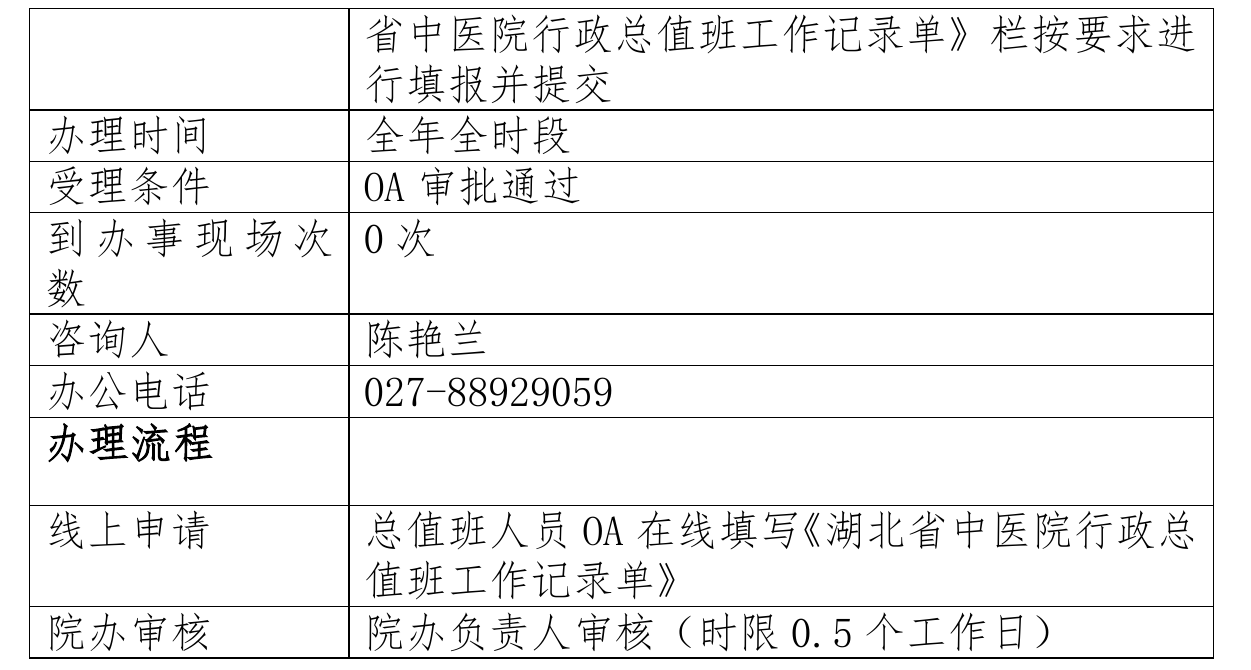 省中医院行政总值班工作记录单》栏按要求进
行填报并提交
办理时间 全年全时段
受理条件 OA 审批通过
到办事现场次 0 次
数
咨询人 陈艳兰
办公电话 027-88929059
办理流程
线上申请 总值班人员 OA 在线填写《湖北省中医院行政总
值班工作记录单》
院办审核 院办负责人审核（时限 0.5 个工作日）